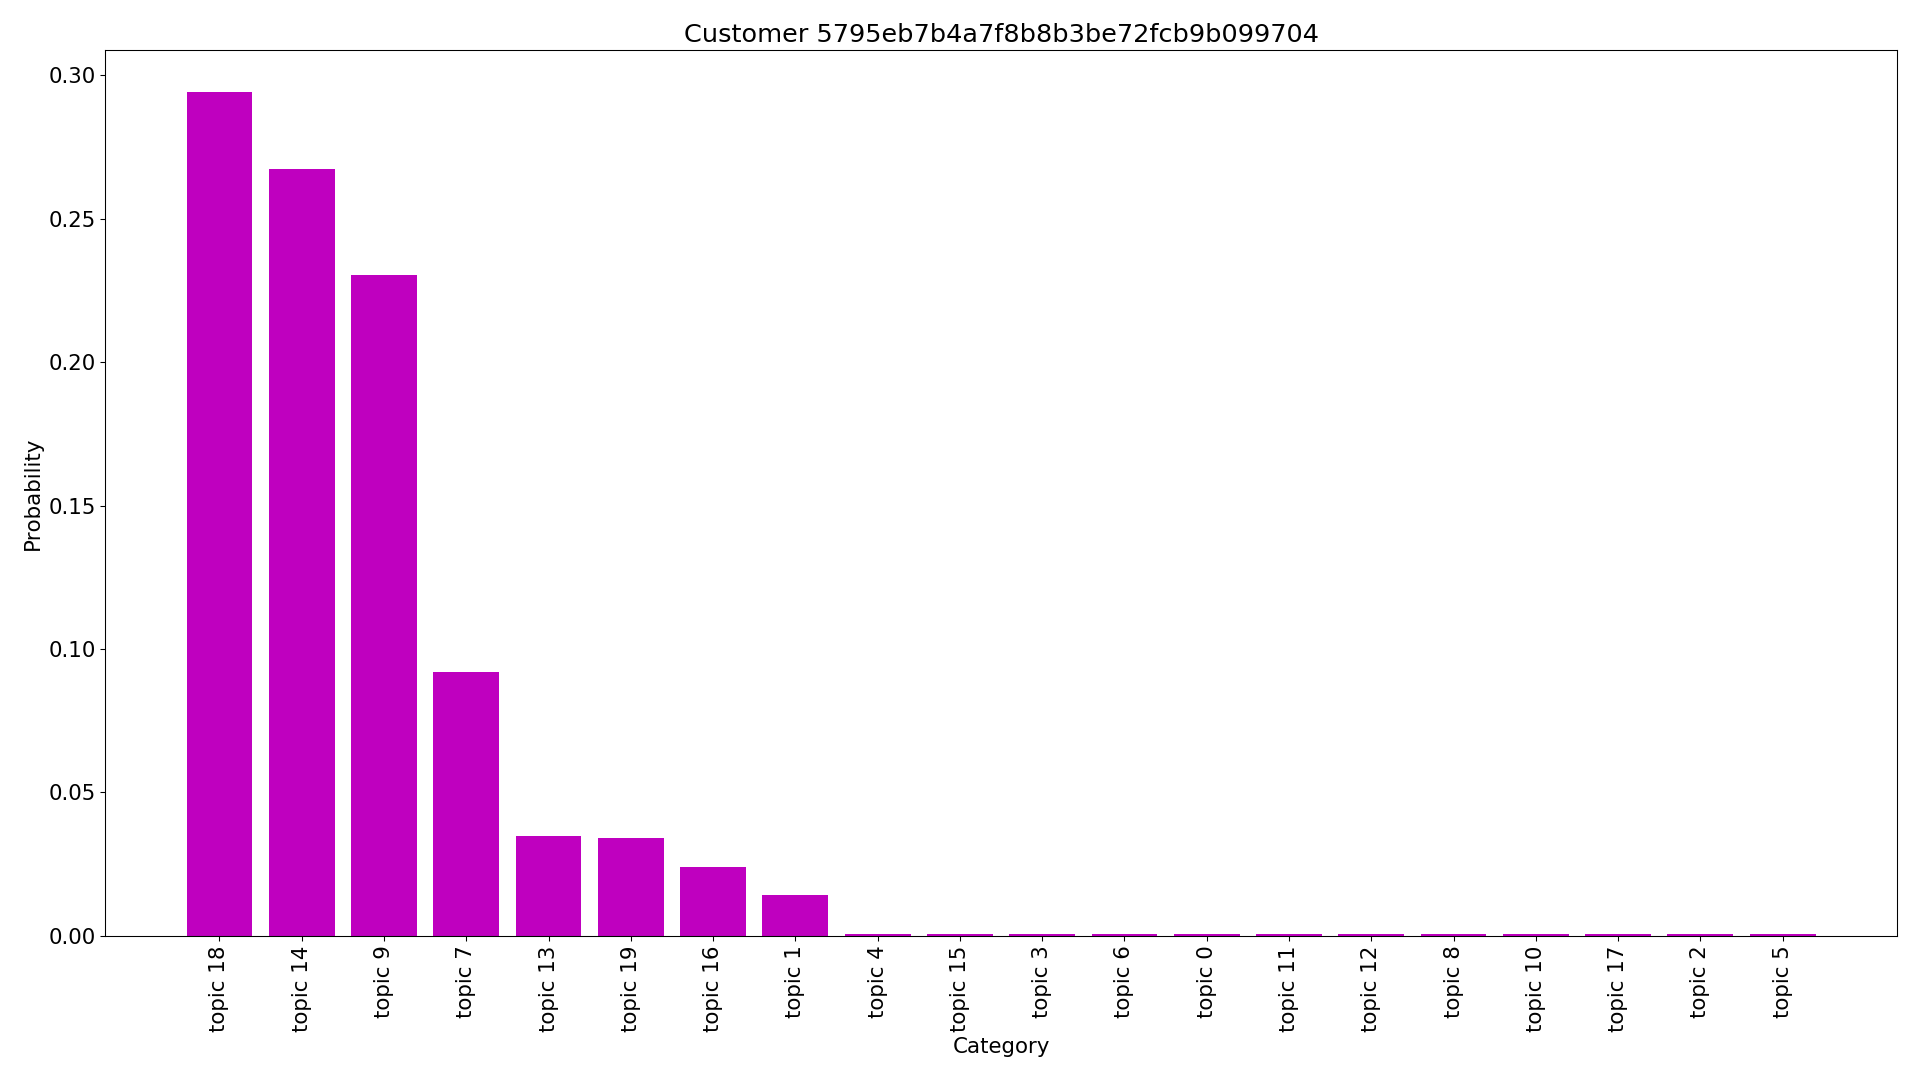 Customer 5795eb7b4a7f8b8b3be72fcb9b099704
Probability
0.30
0.25
0.20
0.15
0.10
0.05
0.00
topic 18
topic 14
topic 9
topic 7
topic 13
topic 19
topic 16
topic 1
topic 4
topic 15
topic 3
topic 6
topic 0
topic 11
topic 12
topic 8
topic 10
topic 17
topic 2
topic 5
Category